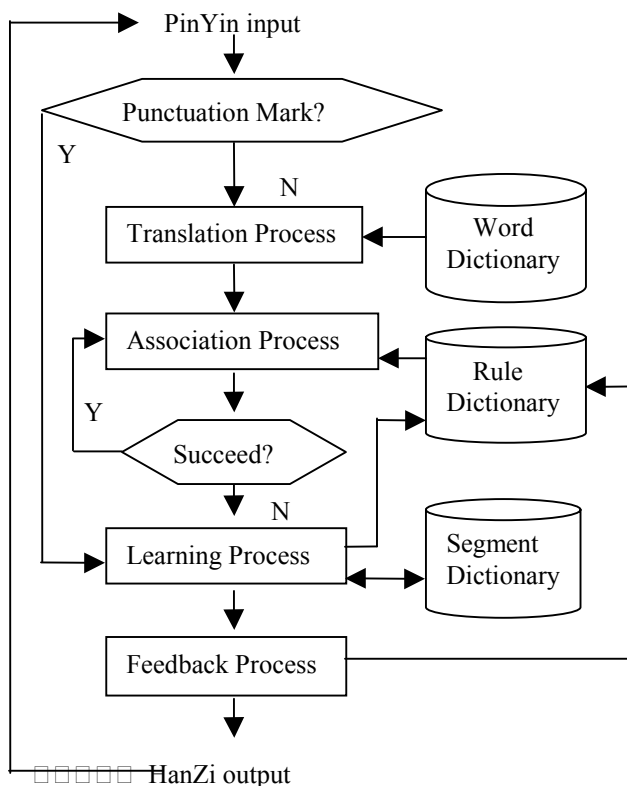 PinYin input
Punctuation Mark?
Y
N
Translation Process
Word
Dictionary
Association Process
Rule
Dictionary
Y
Succeed?
N
Learning Process
Segment
Dictionary
Feedback Process
HanZi output